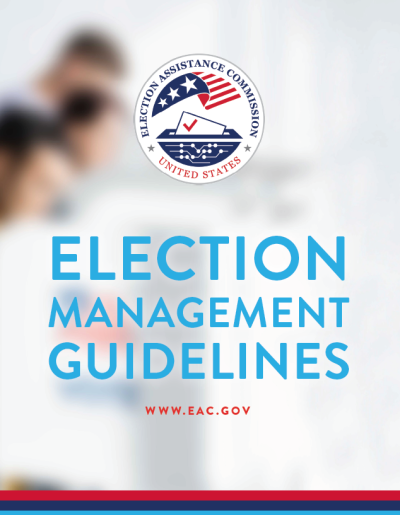 ELECTION ASSISTANCE COMMISSION
UNITED STATES
ELECTION
MANAGEMENT
GUIDELINES
WWW.EAC.GOV